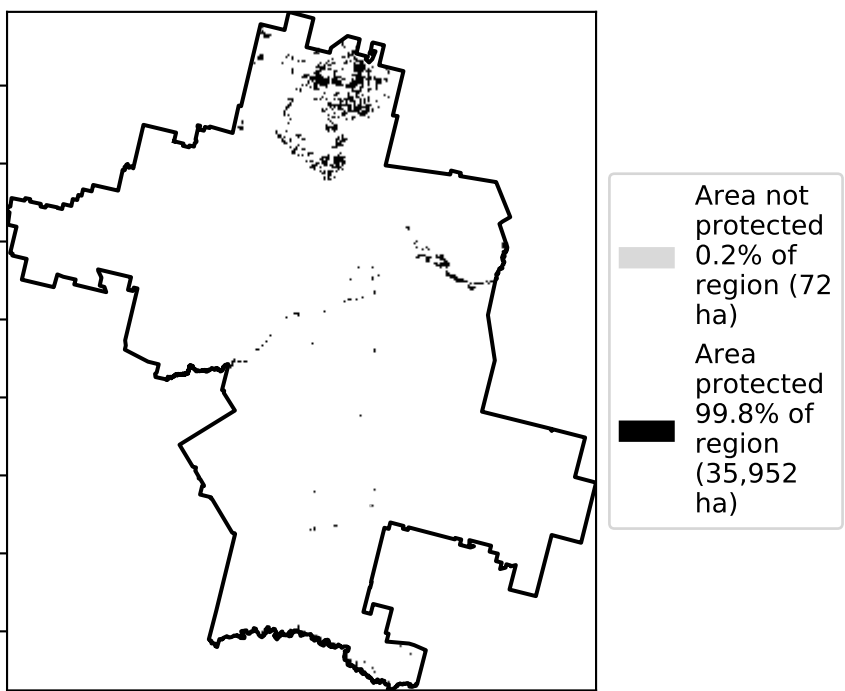 Area not
protected
0.2% of
region (72
ha)
Area
protected
99.8% of
region
(35,952
ha)